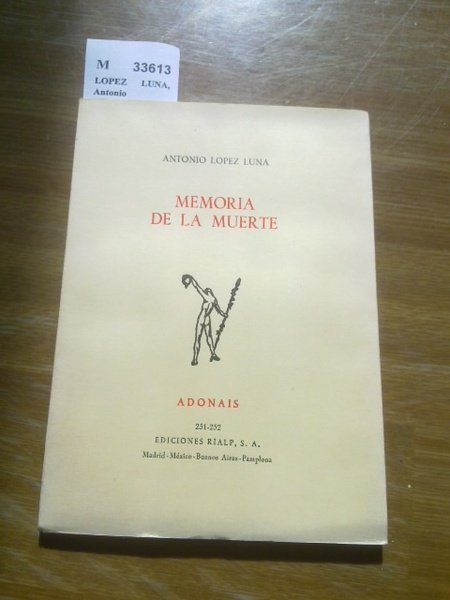 M 33613
LOPEZ LUNA,
Antonio
ANTONIO LOPEZ LUNA
MEMORIA
DE LA MUERTE
ADONAIS
251-252
EDICIONES RIALP, S. A.
Madrid - México - Buenos Aires - Pamplona